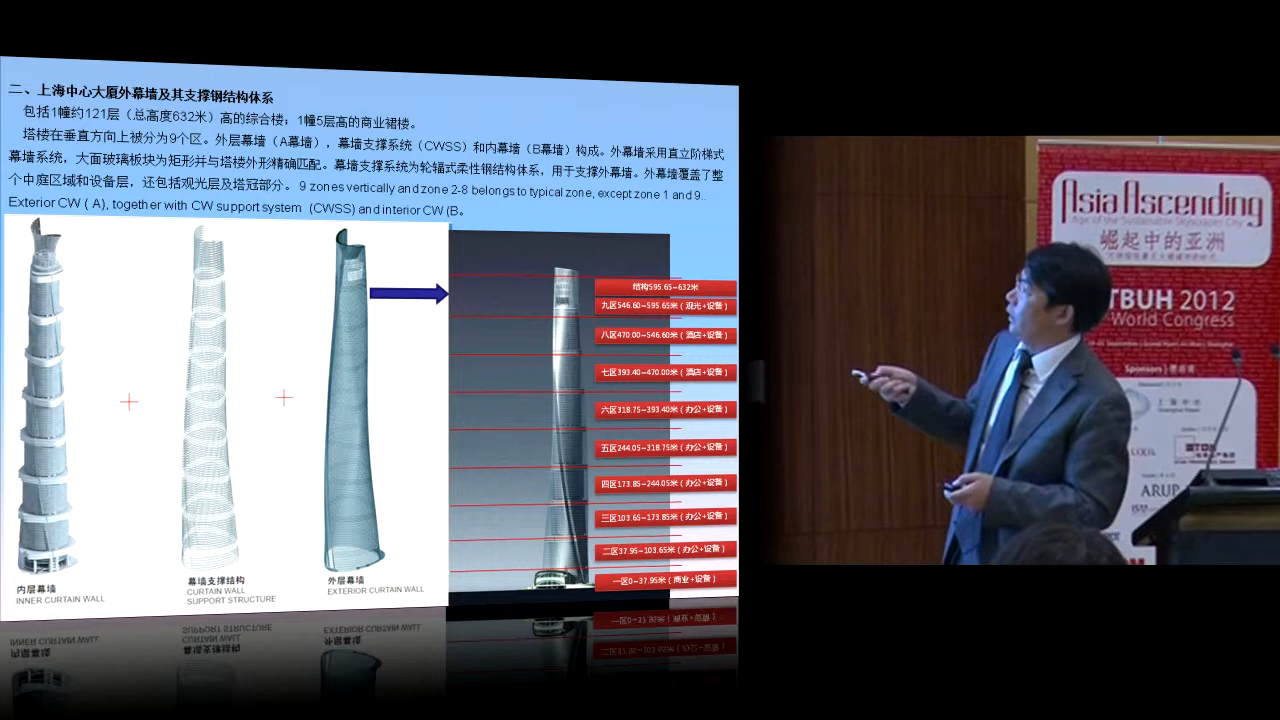 二、上海中心大厦外幕墙及其支撑钢结构体系
包括1幢约121层（总高度632米）高的综合楼；1幢5层高的商业裙楼。
塔楼在垂直方向上被分为9个区。外层幕墙（A幕墙），幕墙支撑系统（CWSS）和内幕墙（B幕墙）构成。外幕墙采用直立阶梯式
幕墙系统，大面玻璃板块为矩形并与塔楼外形精确匹配。幕墙支撑系统为轮辐式柔性钢结构体系，用于支撑外幕墙。外幕墙覆盖了整
个中庭区域和设备层，还包括观光层及塔冠部分。 9 zones vertically and zone 2-8 belongs to typical zone, except zone 1 and 9..
Exterior CW ( A), together with CW support system (CWSS) and interior CW (B。
结构595.65~632米
九区546.60~595.65米（观光+设备）
八区470.00~546.60米（酒店+设备）
七区393.40~470.00米（酒店+设备）
六区318.75~393.40米（办公+设备）
五区244.05~318.75米（办公+设备）
四区173.85~244.05米（办公+设备）
三区103.65~173.85米（办公+设备）
二区37.95~103.65米（办公+设备）
一区0~37.95米（商业+设备）
内层幕墙
INNER CURTAIN WALL
幕墙支撑结构
CURTAIN WALL
SUPPORT STRUCTURE
外层幕墙
EXTERIOR CURTAIN WALL
Asia Ascending
Age of the Sustainable Skyscraper City
崛起中的亚洲
TBUH 2012
World Congress
Sponsors
上海中心
Shanghai Tower
ARUP